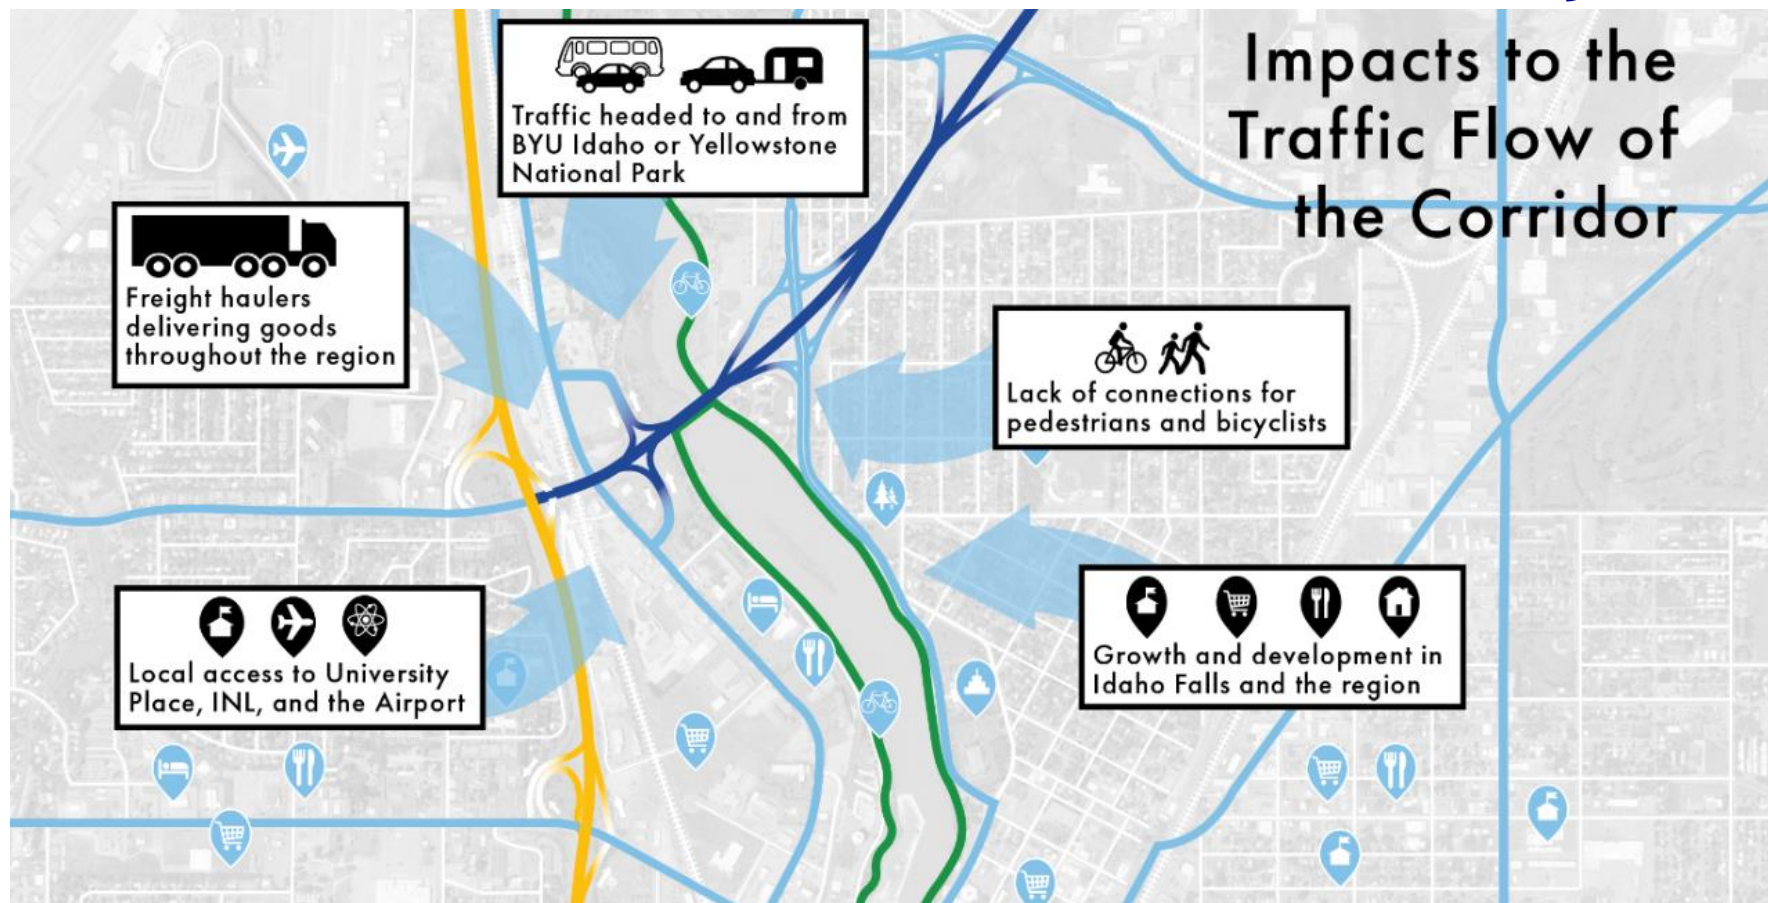 Impacts to the
Traffic Flow of
the Corridor
Traffic headed to and from
BYU Idaho or Yellowstone
National Park
Freight haulers
delivering goods
throughout the region
Lack of connections for
pedestrians and bicyclists
Local access to University
Place, INL, and the Airport
Growth and development in
Idaho Falls and the region